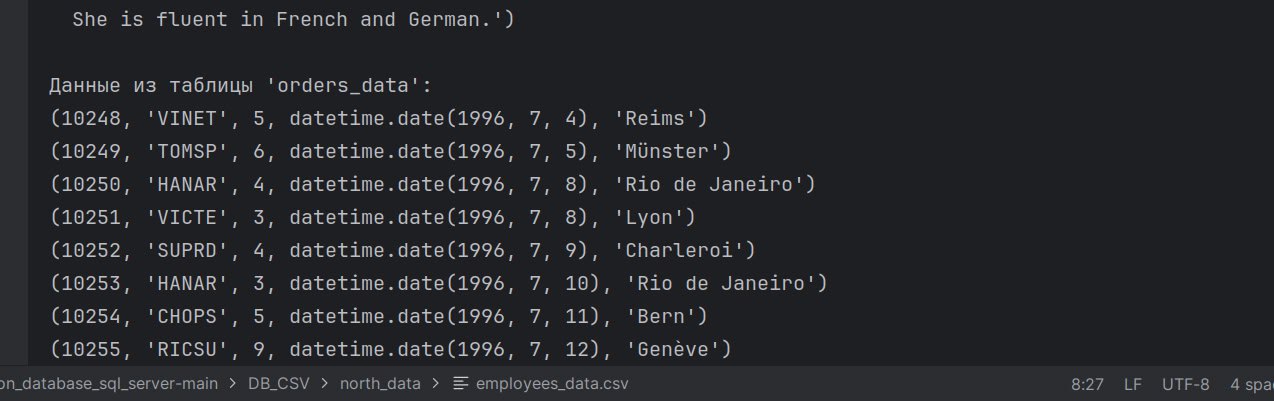 She is fluent in French and German.')
Данные из таблицы 'orders_data':
(10248, 'VINET', 5, datetime.date(1996, 7, 4), 'Reims')
(10249, 'TOMSP', 6, datetime.date(1996, 7, 5), 'Münster')
(10250, 'HANAR', 4, datetime.date(1996, 7, 8), 'Rio de Janeiro')
(10251, 'VICTE', 3, datetime.date(1996, 7, 8), 'Lyon')
(10252, 'SUPRD', 4, datetime.date(1996, 7, 9), 'Charleroi')
(10253, 'HANAR', 3, datetime.date(1996, 7, 10), 'Rio de Janeiro')
(10254, 'CHOPS', 5, datetime.date(1996, 7, 11), 'Bern')
(10255, 'RICSU', 9, datetime.date(1996, 7, 12), 'Genève')
on_database_sql_server-main > DB_CSV > north_data > employees_data.csv 8:27 LF UTF-8 4 spac